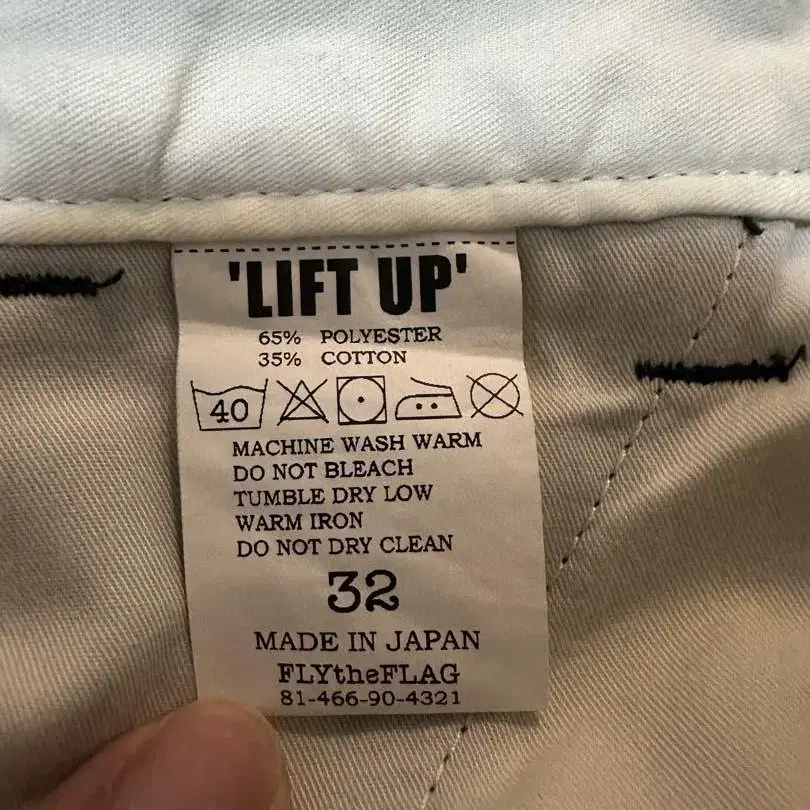 'LIFT UP'
65% POLYESTER
35% COTTON
40
MACHINE WASH WARM
DO NOT BLEACH
TUMBLE DRY LOW
WARM IRON
DO NOT DRY CLEAN
32
MADE IN JAPAN
FLYtheFLAG
81-466-90-4321